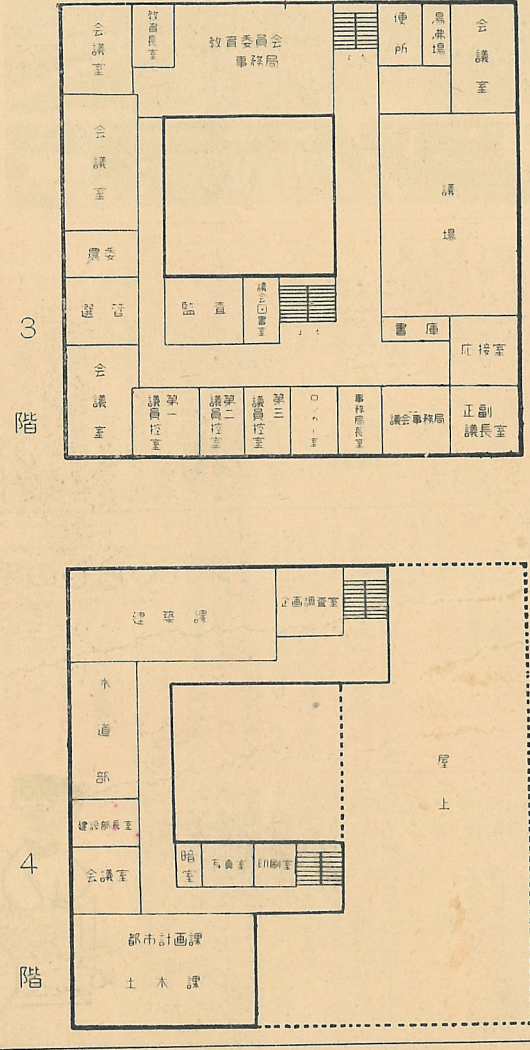 会議室
教育長室
教育委員会
事務局
便所
湯沸場
会議室
会議室
議場
農委
選管
監査
議会図書室
書庫
応接室
3階
会議室
第一
議員控室
第二
議員控室
第三
議員控室
ロッカー室
事務局長室
議会事務局
正副
議長室
建築課
企画調査室
水道部
屋上
建設部長室
4階
会議室
暗室
写真室
印刷室
都市計画課
土木課